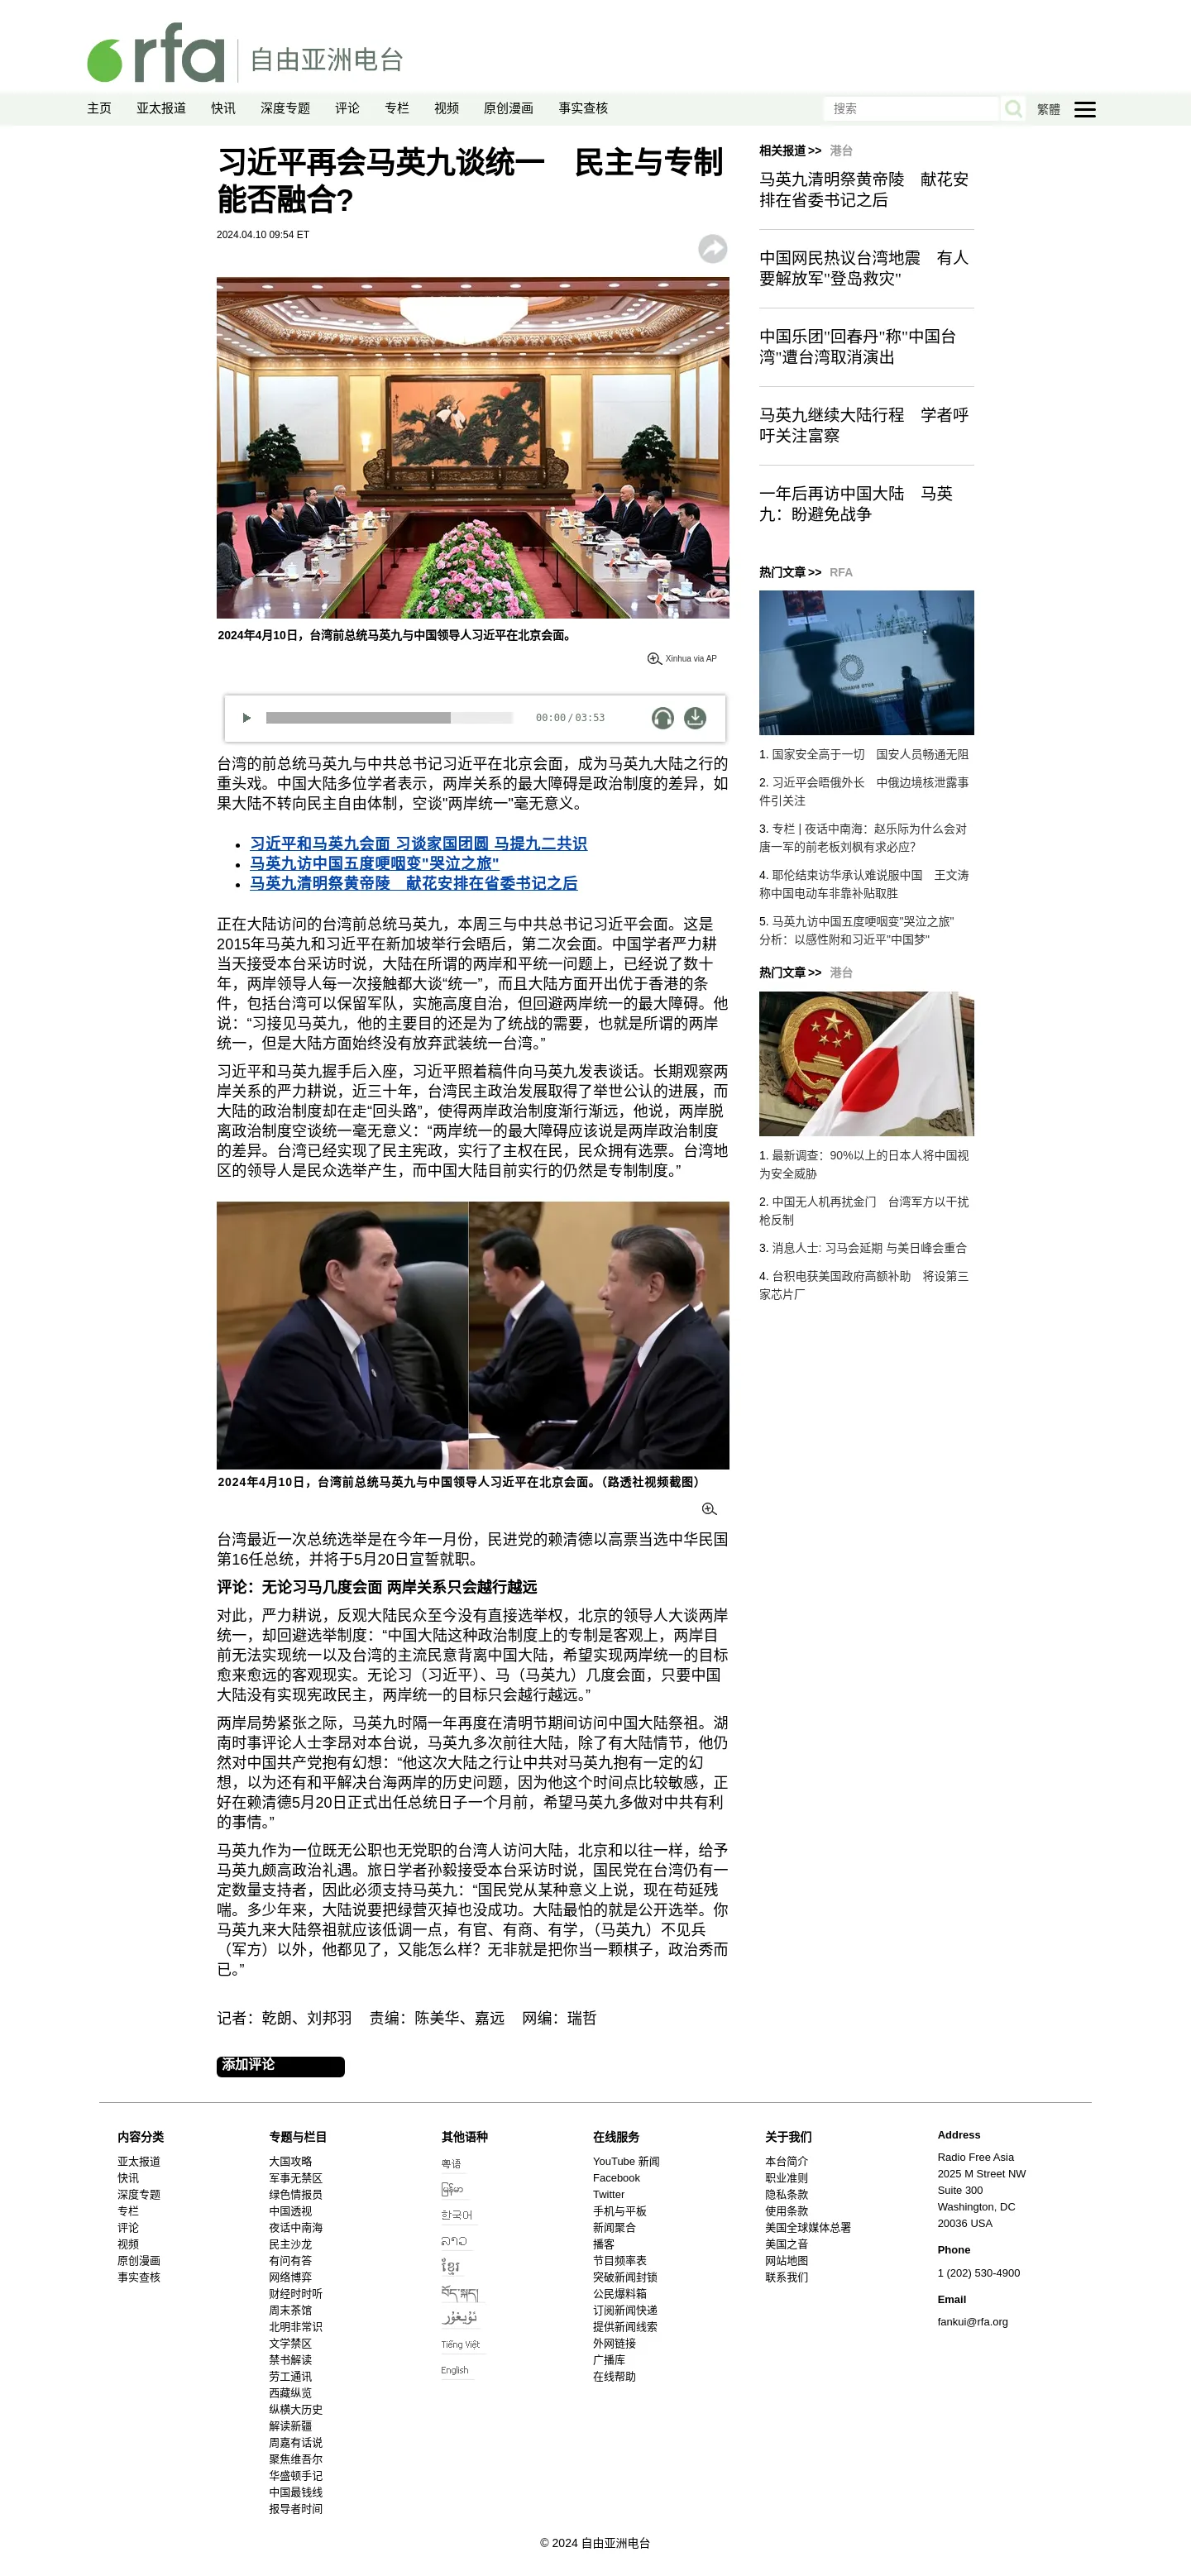 rfa 自由亚洲电台
主页 亚太报道 快讯 深度专题 评论 专栏 视频 原创漫画 事实查核 搜索 繁體
习近平再会马英九谈统一　民主与专制
能否融合?
2024.04.10 09:54 ET
2024年4月10日，台湾前总统马英九与中国领导人习近平在北京会面。
Xinhua via AP
00:00 / 03:53
台湾的前总统马英九与中共总书记习近平在北京会面，成为马英九大陆之行的
重头戏。中国大陆多位学者表示，两岸关系的最大障碍是政治制度的差异，如
果大陆不转向民主自由体制，空谈"两岸统一"毫无意义。
习近平和马英九会面 习谈家国团圆 马提九二共识
马英九访中国五度哽咽变"哭泣之旅"
马英九清明祭黄帝陵　献花安排在省委书记之后
正在大陆访问的台湾前总统马英九，本周三与中共总书记习近平会面。这是
2015年马英九和习近平在新加坡举行会晤后，第二次会面。中国学者严力耕
当天接受本台采访时说，大陆在所谓的两岸和平统一问题上，已经说了数十
年，两岸领导人每一次接触都大谈“统一”，而且大陆方面开出优于香港的条
件，包括台湾可以保留军队，实施高度自治，但回避两岸统一的最大障碍。他
说：“习接见马英九，他的主要目的还是为了统战的需要，也就是所谓的两岸
统一，但是大陆方面始终没有放弃武装统一台湾。”
习近平和马英九握手后入座，习近平照着稿件向马英九发表谈话。长期观察两
岸关系的严力耕说，近三十年，台湾民主政治发展取得了举世公认的进展，而
大陆的政治制度却在走“回头路”，使得两岸政治制度渐行渐远，他说，两岸脱
离政治制度空谈统一毫无意义：“两岸统一的最大障碍应该说是两岸政治制度
的差异。台湾已经实现了民主宪政，实行了主权在民，民众拥有选票。台湾地
区的领导人是民众选举产生，而中国大陆目前实行的仍然是专制制度。”
2024年4月10日，台湾前总统马英九与中国领导人习近平在北京会面。（路透社视频截图）
台湾最近一次总统选举是在今年一月份，民进党的赖清德以高票当选中华民国
第16任总统，并将于5月20日宣誓就职。
评论：无论习马几度会面 两岸关系只会越行越远
对此，严力耕说，反观大陆民众至今没有直接选举权，北京的领导人大谈两岸
统一，却回避选举制度：“中国大陆这种政治制度上的专制是客观上，两岸目
前无法实现统一以及台湾的主流民意背离中国大陆，希望实现两岸统一的目标
愈来愈远的客观现实。无论习（习近平）、马（马英九）几度会面，只要中国
大陆没有实现宪政民主，两岸统一的目标只会越行越远。”
两岸局势紧张之际，马英九时隔一年再度在清明节期间访问中国大陆祭祖。湖
南时事评论人士李昂对本台说，马英九多次前往大陆，除了有大陆情节，他仍
然对中国共产党抱有幻想：“他这次大陆之行让中共对马英九抱有一定的幻
想，以为还有和平解决台海两岸的历史问题，因为他这个时间点比较敏感，正
好在赖清德5月20日正式出任总统日子一个月前，希望马英九多做对中共有利
的事情。”
马英九作为一位既无公职也无党职的台湾人访问大陆，北京和以往一样，给予
马英九颇高政治礼遇。旅日学者孙毅接受本台采访时说，国民党在台湾仍有一
定数量支持者，因此必须支持马英九：“国民党从某种意义上说，现在苟延残
喘。多少年来，大陆说要把绿营灭掉也没成功。大陆最怕的就是公开选举。你
马英九来大陆祭祖就应该低调一点，有官、有商、有学，（马英九）不见兵
（军方）以外，他都见了，又能怎么样？无非就是把你当一颗棋子，政治秀而
已。”
记者：乾朗、刘邦羽　责编：陈美华、嘉远　网编：瑞哲
添加评论
相关报道 >> 港台
马英九清明祭黄帝陵　献花安
排在省委书记之后
中国网民热议台湾地震　有人
要解放军"登岛救灾"
中国乐团"回春丹"称"中国台
湾"遭台湾取消演出
马英九继续大陆行程　学者呼
吁关注富察
一年后再访中国大陆　马英
九：盼避免战争
热门文章 >> RFA
1. 国家安全高于一切　国安人员畅通无阻
2. 习近平会晤俄外长　中俄边境核泄露事
件引关注
3. 专栏 | 夜话中南海：赵乐际为什么会对
唐一军的前老板刘枫有求必应？
4. 耶伦结束访华承认难说服中国　王文涛
称中国电动车非靠补贴取胜
5. 马英九访中国五度哽咽变"哭泣之旅"
分析：以感性附和习近平"中国梦"
热门文章 >> 港台
1. 最新调查：90%以上的日本人将中国视
为安全威胁
2. 中国无人机再扰金门　台湾军方以干扰
枪反制
3. 消息人士: 习马会延期 与美日峰会重合
4. 台积电获美国政府高额补助　将设第三
家芯片厂
内容分类
亚太报道
快讯
深度专题
专栏
评论
视频
原创漫画
事实查核
专题与栏目
大国攻略
军事无禁区
绿色情报员
中国透视
夜话中南海
民主沙龙
有问有答
网络博弈
财经时时听
周末茶馆
北明非常识
文学禁区
禁书解读
劳工通讯
西藏纵览
纵横大历史
解读新疆
周嘉有话说
聚焦维吾尔
华盛顿手记
中国最钱线
报导者时间
其他语种
粤语
မြန်မာ
한국어
ລາວ
ខ្មែរ
བོད་སྐད།
ئۇيغۇر
Tiếng Việt
English
在线服务
YouTube 新闻
Facebook
Twitter
手机与平板
新闻聚合
播客
节目频率表
突破新闻封锁
公民爆料箱
订阅新闻快递
提供新闻线索
外网链接
广播库
在线帮助
关于我们
本台简介
职业准则
隐私条款
使用条款
美国全球媒体总署
美国之音
网站地图
联系我们
Address
Radio Free Asia
2025 M Street NW
Suite 300
Washington, DC
20036 USA
Phone
1 (202) 530-4900
Email
fankui@rfa.org
© 2024 自由亚洲电台